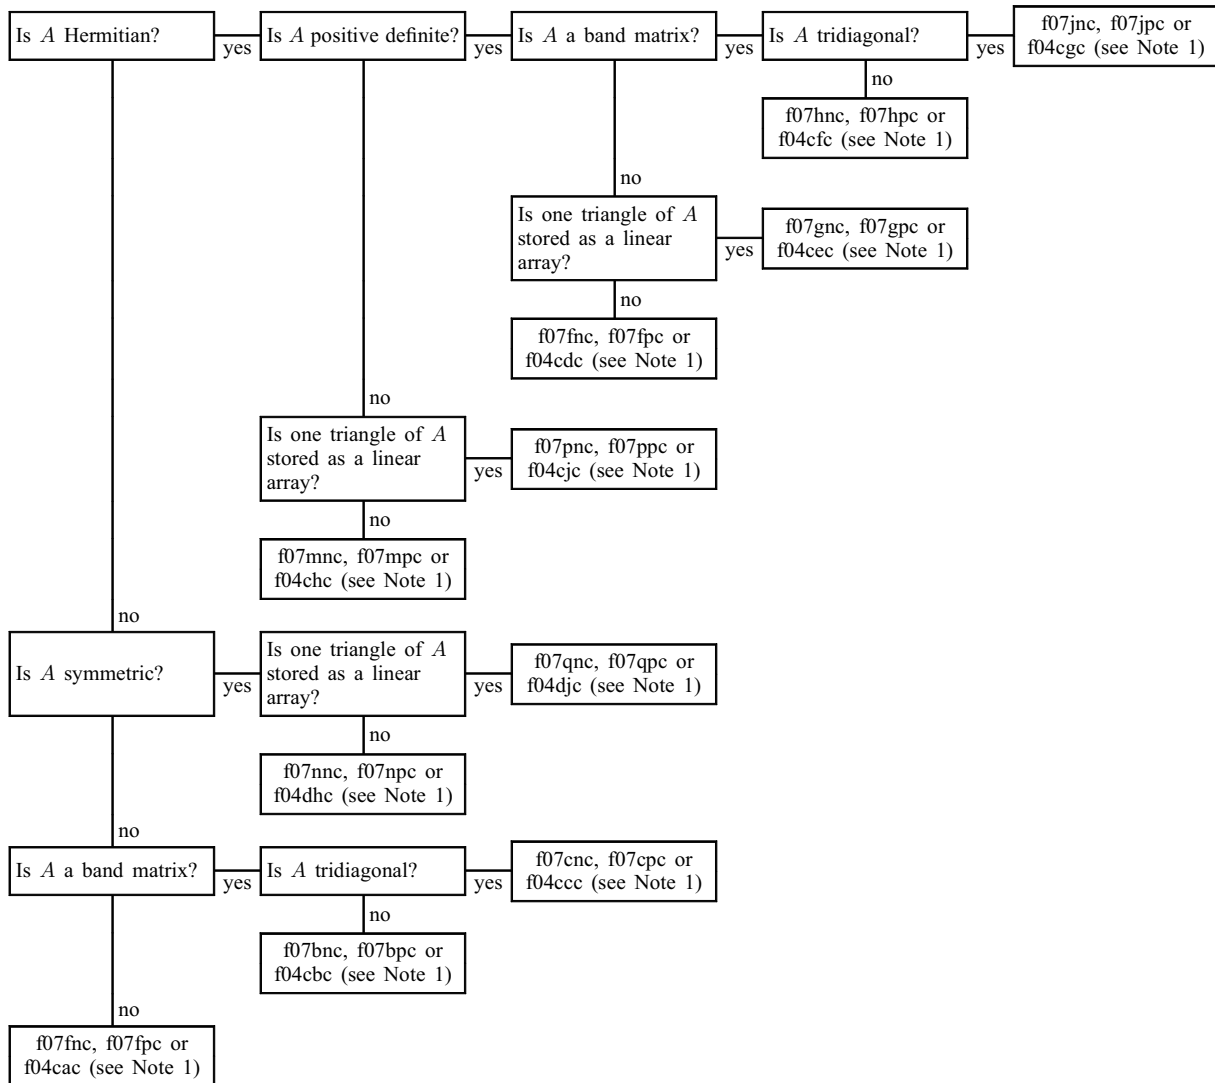 Is A Hermitian?
yes
Is A positive definite?
yes
Is A a band matrix?
yes
Is A tridiagonal?
yes
f07jnc, f07jpc or
f04cgc (see Note 1)
no
f07hnc, f07hpc or
f04cfc (see Note 1)
no
Is one triangle of A
stored as a linear
array?
yes
f07gnc, f07gpc or
f04cec (see Note 1)
no
f07fnc, f07fpc or
f04cdc (see Note 1)
no
Is one triangle of A
stored as a linear
array?
yes
f07pnc, f07ppc or
f04cjc (see Note 1)
no
f07mnc, f07mpc or
f04chc (see Note 1)
no
Is A symmetric?
yes
Is one triangle of A
stored as a linear
array?
yes
f07qnc, f07qpc or
f04djc (see Note 1)
no
f07nnc, f07npc or
f04dhc (see Note 1)
no
Is A a band matrix?
yes
Is A tridiagonal?
yes
f07cnc, f07cpc or
f04ccc (see Note 1)
no
f07bnc, f07bpc or
f04cbc (see Note 1)
no
f07fnc, f07fpc or
f04cac (see Note 1)